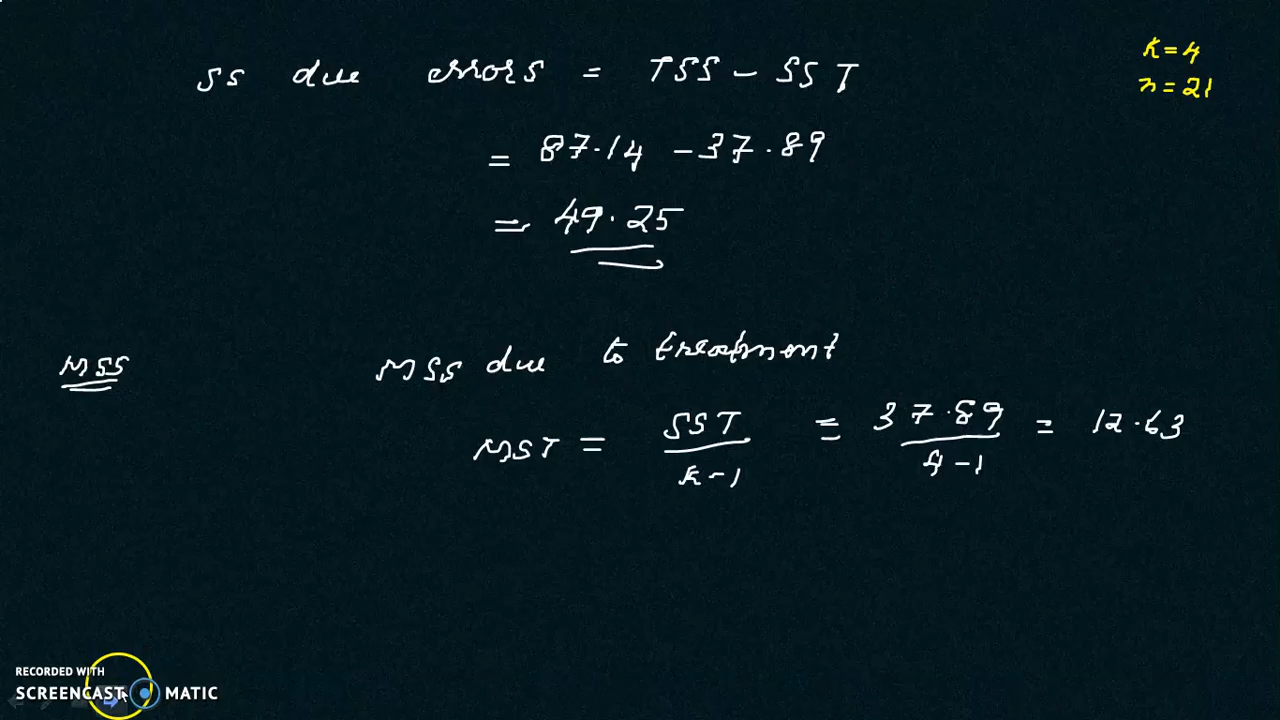 K=4
n=21
SS due errors = TSS - SST
= 87.14 - 37.89
= 49.25
MSS
MSS due to treatment
MST = SST / K-1 = 37.89 / 4-1 = 12.63
RECORDED WITH
SCREENCAST MATIC